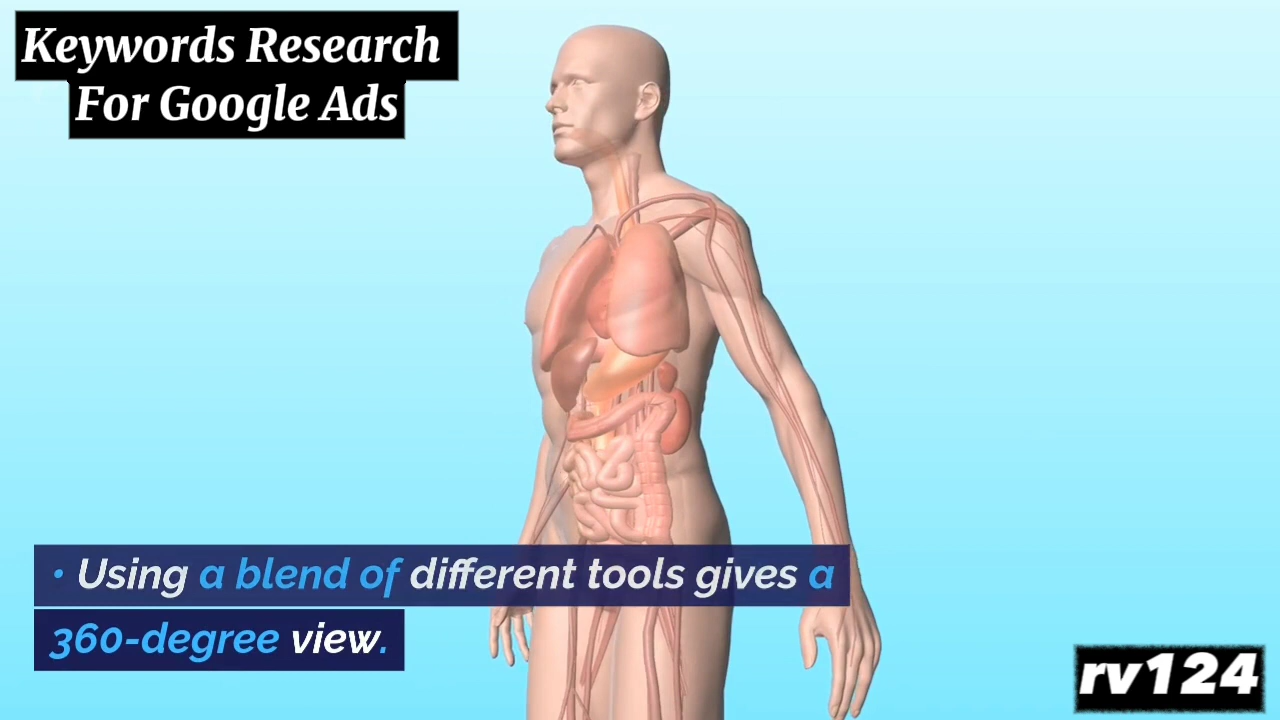 Keywords Research
For Google Ads
• Using a blend of different tools gives a
360-degree view.
rv124